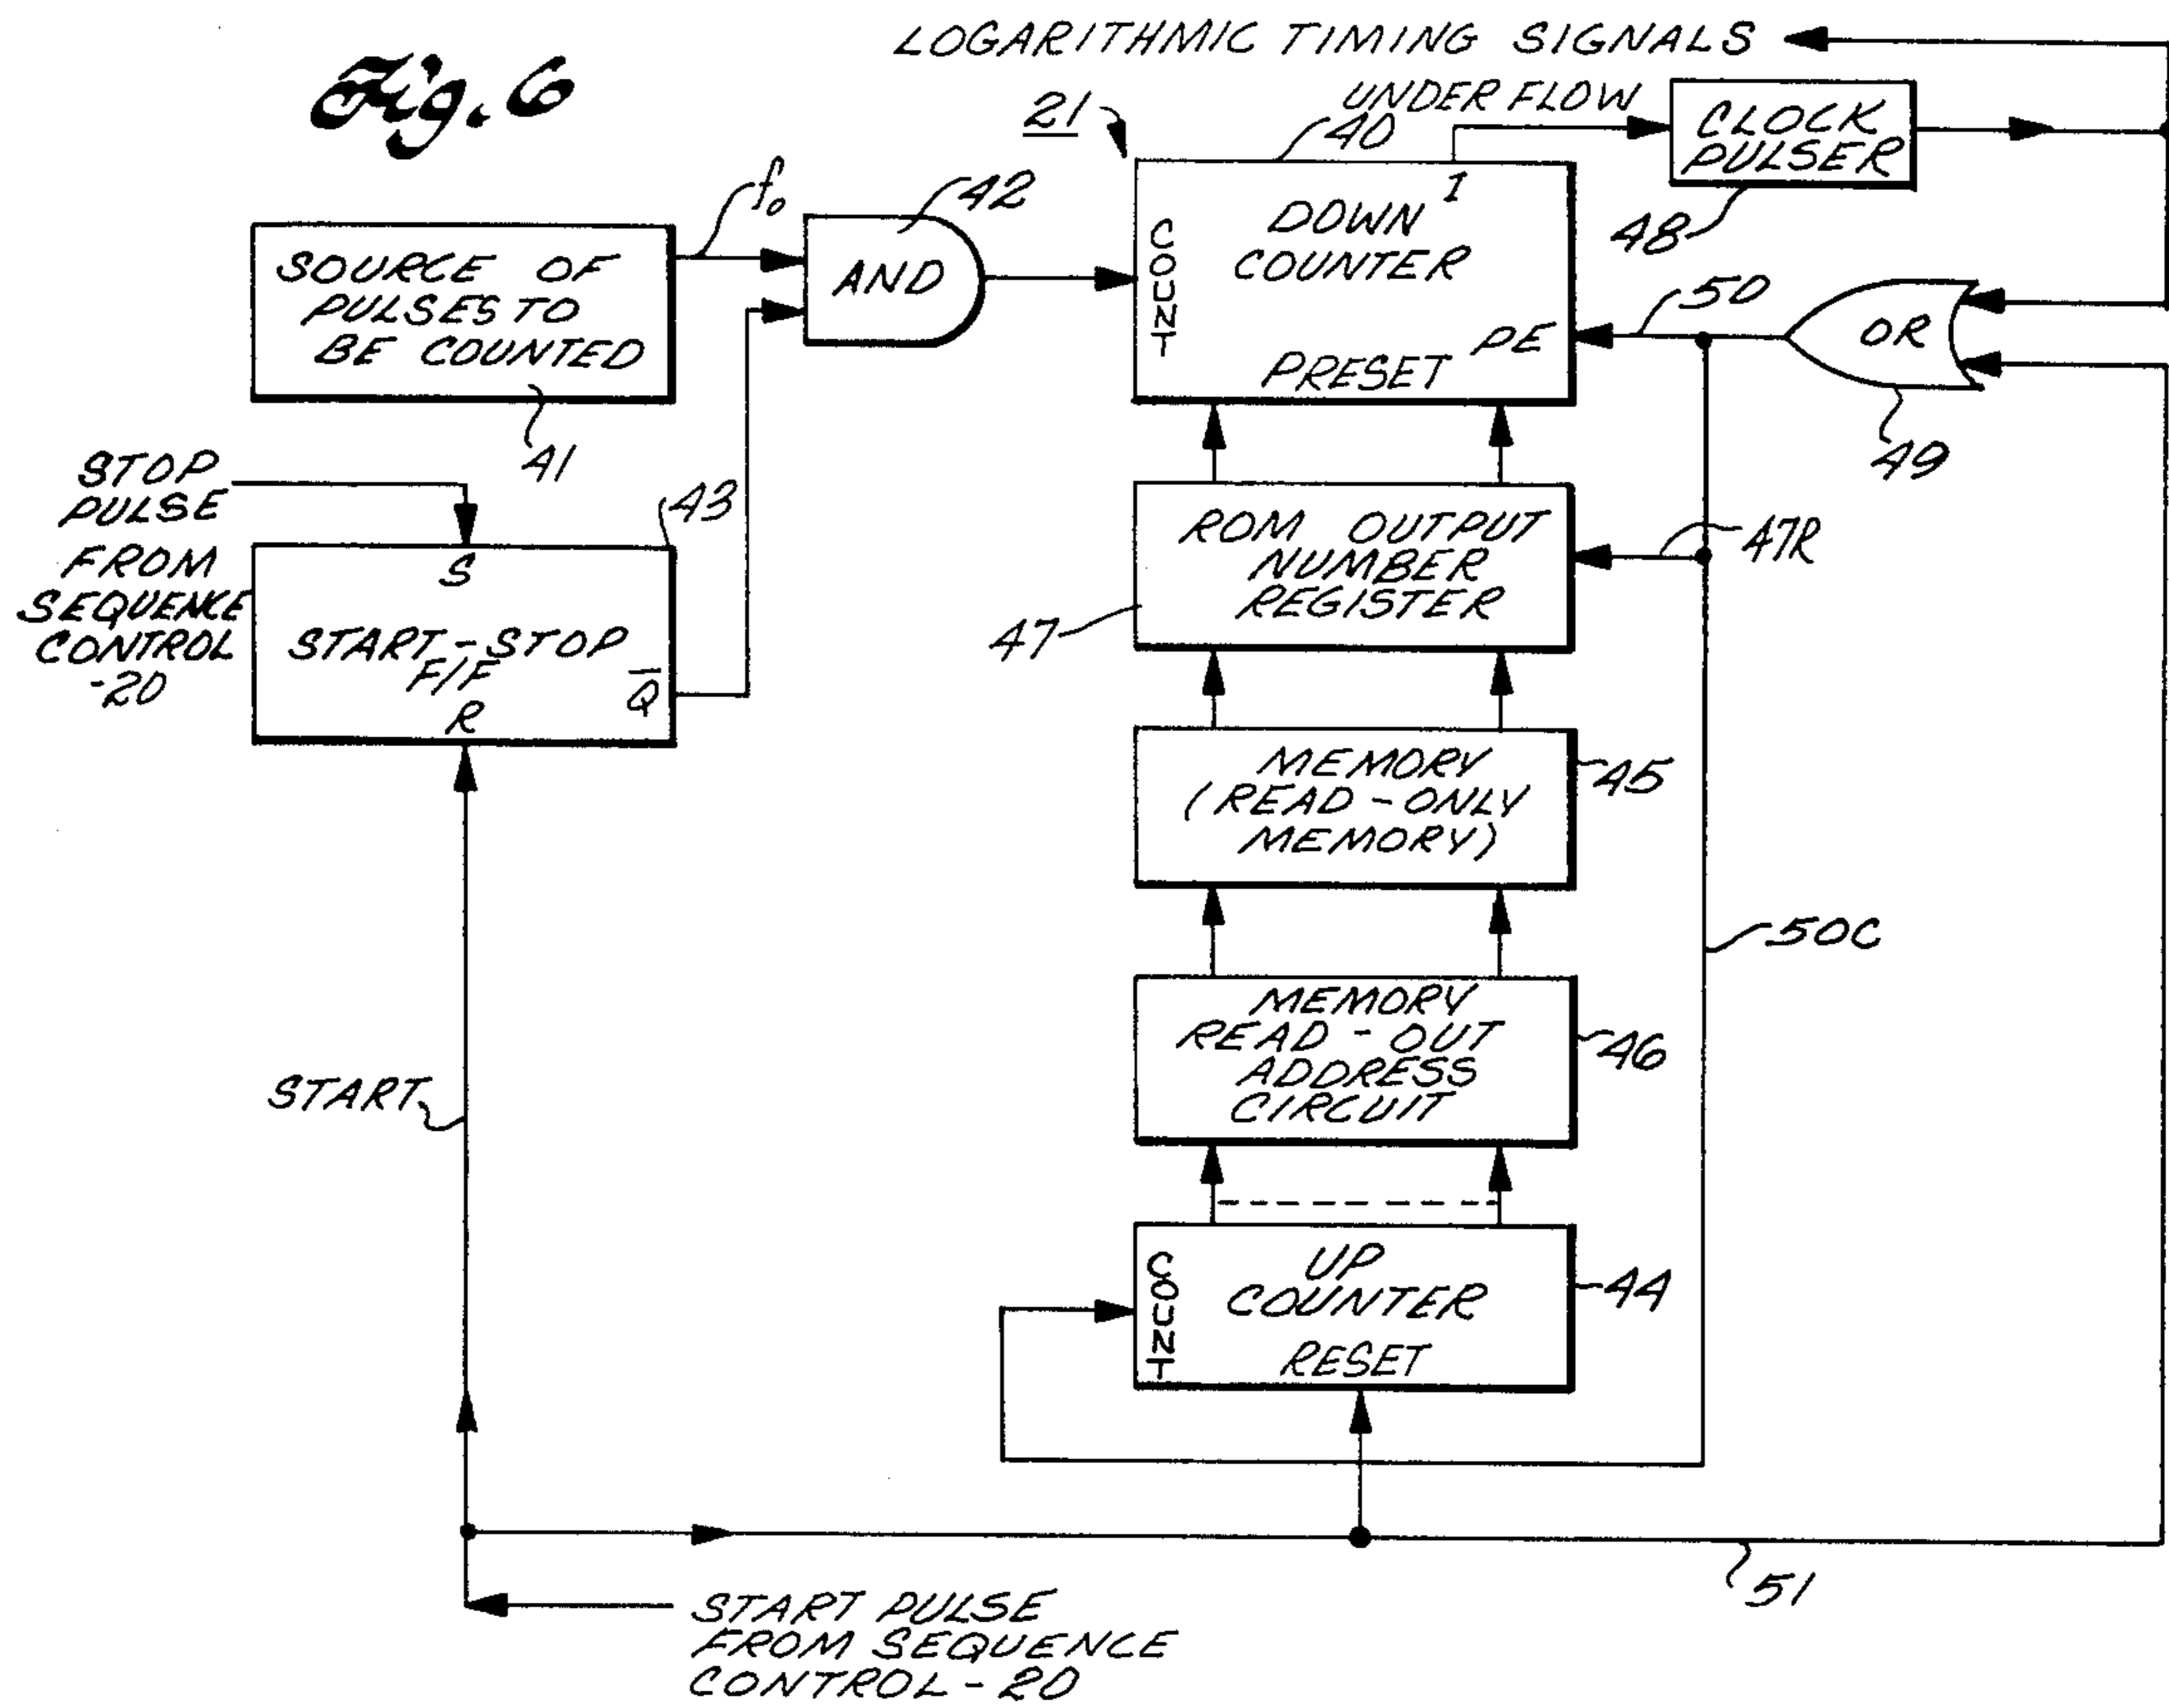 Fig. 6
LOGARITHMIC TIMING SIGNALS
21
UNDER FLOW
40
CLOCK
PULSER
48
f₀
42
SOURCE OF
PULSES TO
BE COUNTED
41
AND
COUNT
I
DOWN
COUNTER
PRESET
PE
50
OR
49
STOP
PULSE
FROM
SEQUENCE
CONTROL
-20
43
S
START-STOP
F/F
R
Q̅
ROM OUTPUT
NUMBER
REGISTER
47
47R
MEMORY
(READ-ONLY
MEMORY)
45
50C
MEMORY
READ-OUT
ADDRESS
CIRCUIT
46
START
COUNT
UP
COUNTER
RESET
44
51
START PULSE
FROM SEQUENCE
CONTROL-20